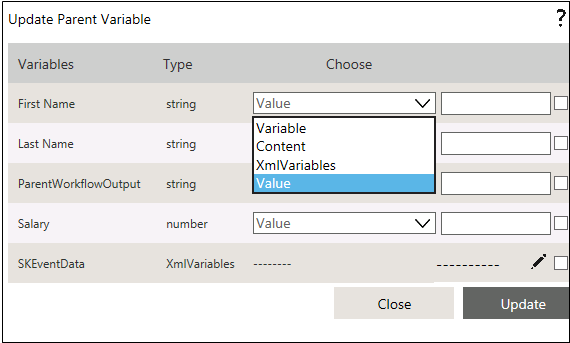 Update Parent Variable ?
Variables Type Choose
First Name string Value
Variable
Last Name string Content
XmlVariables
ParentWorkflowOutput string Value
Salary number Value
SKEventData XmlVariables -------- ----------
Close Update